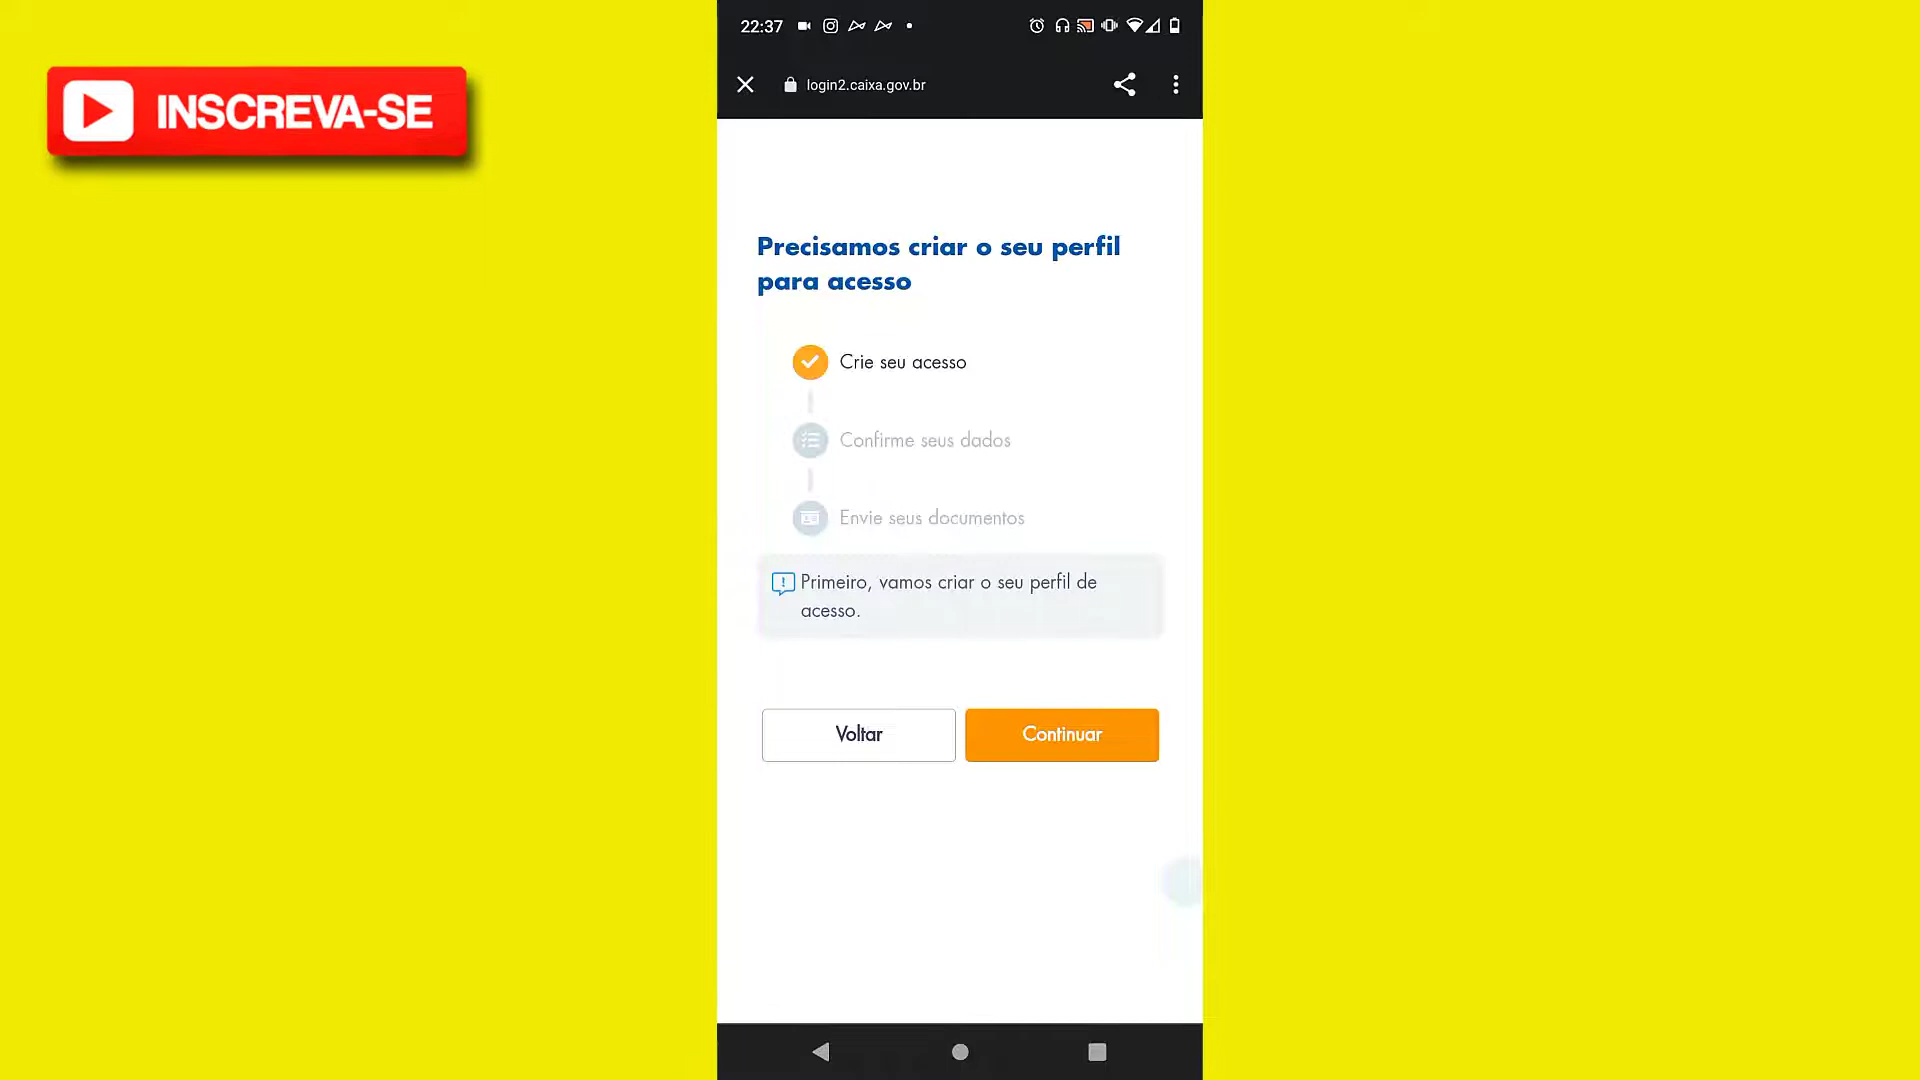 INSCREVA-SE
22:37
login2.caixa.gov.br
Precisamos criar o seu perfil
para acesso
Crie seu acesso
Confirme seus dados
Envie seus documentos
Primeiro, vamos criar o seu perfil de
acesso.
Voltar
Continuar